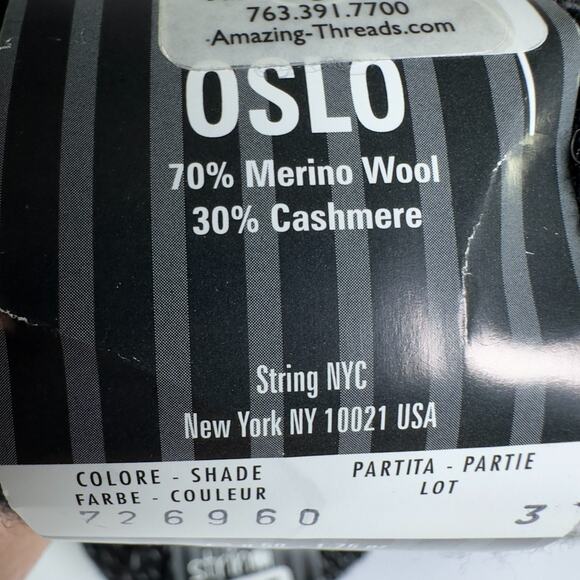 763.391.7700
Amazing-Threads.com
OSLO
70% Merino Wool
30% Cashmere
String NYC
New York NY 10021 USA
COLORE - SHADE
FARBE - COULEUR
726960
PARTITA - PARTIE
LOT
3
string